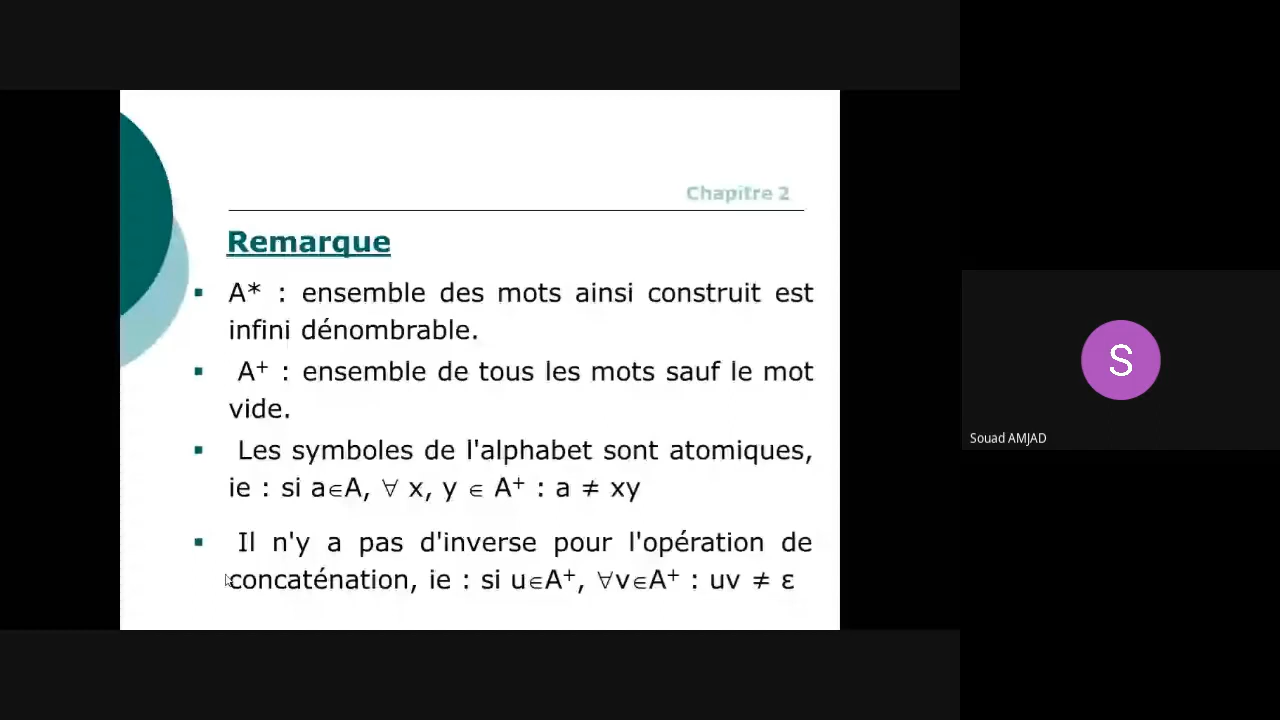 Chapitre 2
Remarque
▪ A* : ensemble des mots ainsi construit est
infini dénombrable.
▪ A⁺ : ensemble de tous les mots sauf le mot
vide.
▪ Les symboles de l'alphabet sont atomiques,
ie : si a∈A, ∀ x, y ∈ A⁺ : a ≠ xy
▪ Il n'y a pas d'inverse pour l'opération de
concaténation, ie : si u∈A⁺, ∀v∈A⁺ : uv ≠ ε
S
Souad AMJAD